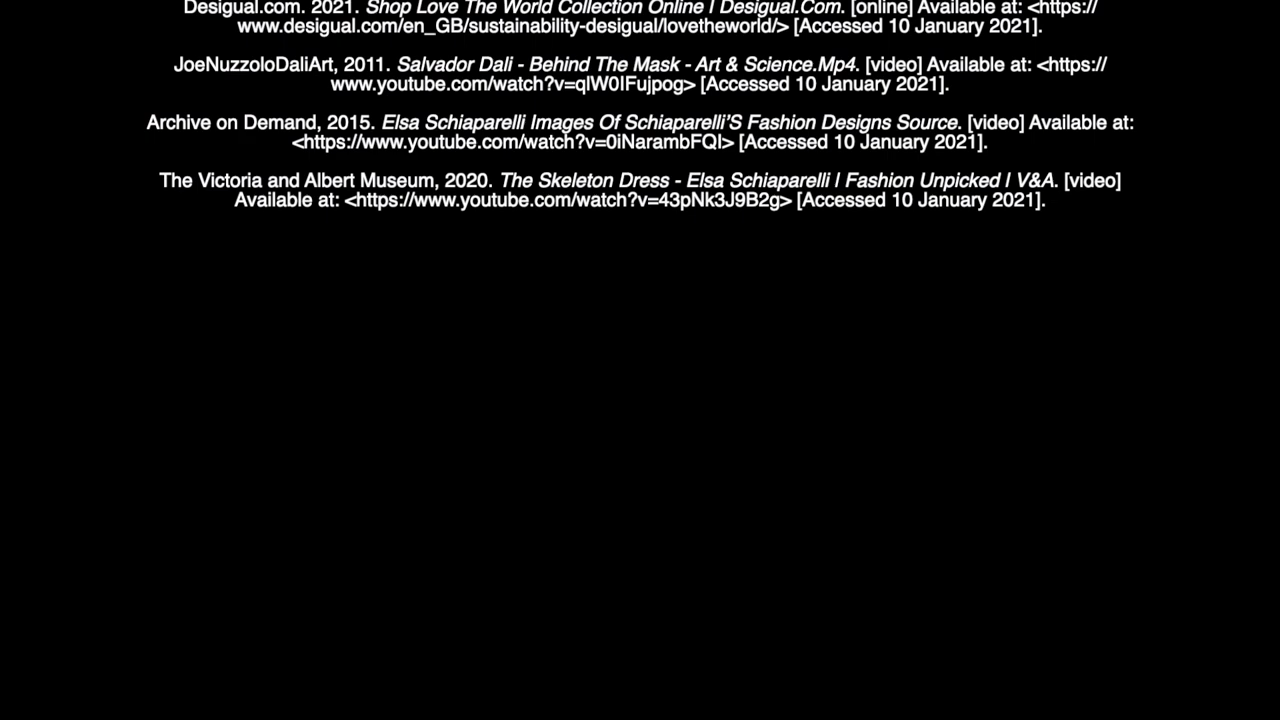 Desigual.com. 2021. Shop Love The World Collection Online | Desigual.Com. [online] Available at: <https://
www.desigual.com/en_GB/sustainability-desigual/lovetheworld/> [Accessed 10 January 2021].
JoeNuzzoloDaliArt, 2011. Salvador Dali - Behind The Mask - Art & Science.Mp4. [video] Available at: <https://
www.youtube.com/watch?v=qlW0IFujpog> [Accessed 10 January 2021].
Archive on Demand, 2015. Elsa Schiaparelli Images Of Schiaparelli'S Fashion Designs Source. [video] Available at:
<https://www.youtube.com/watch?v=0iNarambFQI> [Accessed 10 January 2021].
The Victoria and Albert Museum, 2020. The Skeleton Dress - Elsa Schiaparelli | Fashion Unpicked | V&A. [video]
Available at: <https://www.youtube.com/watch?v=43pNk3J9B2g> [Accessed 10 January 2021].